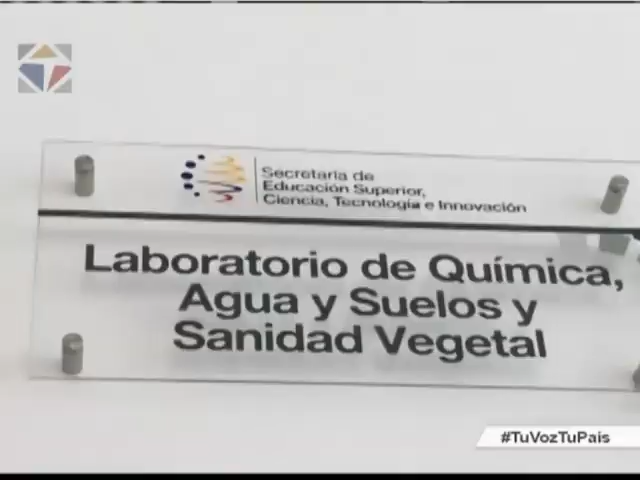 Secretaría de
Educación Superior,
Ciencia, Tecnología e Innovación
Laboratorio de Química,
Agua y Suelos y
Sanidad Vegetal
#TuVozTuPaís